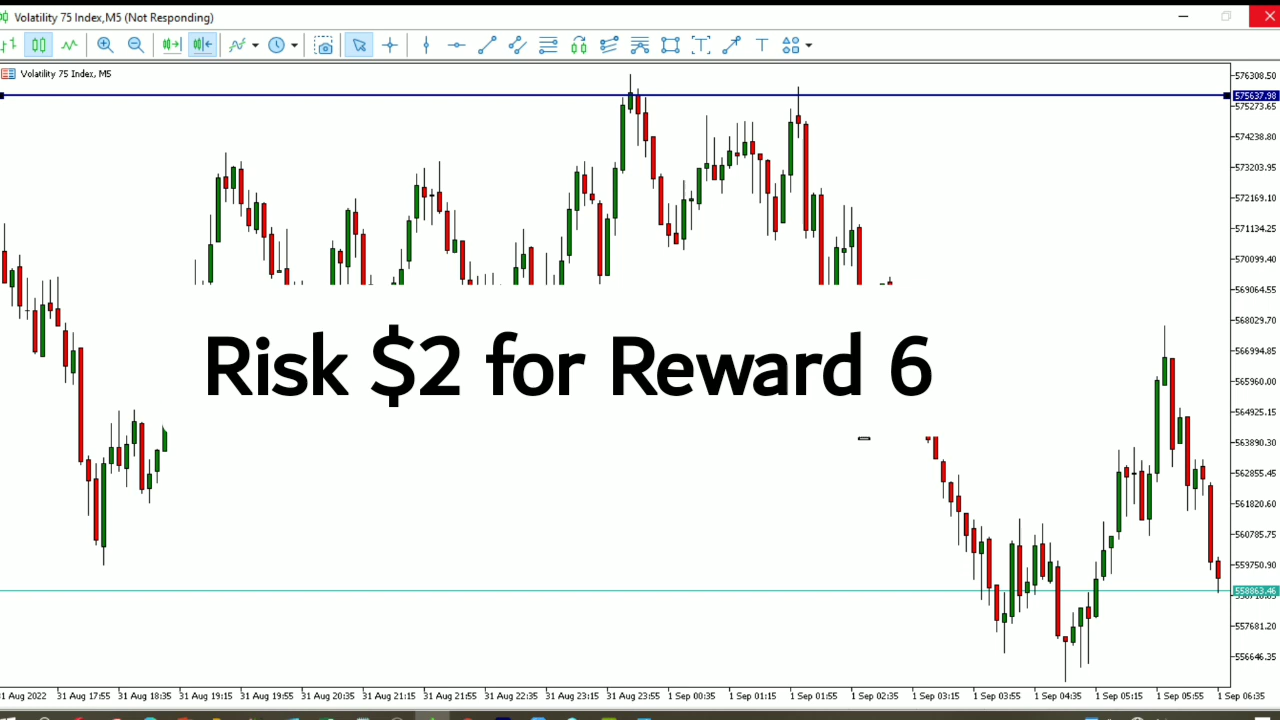 Volatility 75 Index,M5 (Not Responding)
Volatility 75 Index, M5
576308.50
575637.98
575273.65
574238.80
573203.95
572169.10
571134.25
570099.40
569064.55
568029.70
566994.85
565960.00
564925.15
563890.30
562855.45
561820.60
560785.75
559750.90
558863.46
557681.20
556646.35
Risk $2 for Reward 6
31 Aug 2022
31 Aug 17:55
31 Aug 18:35
31 Aug 19:15
31 Aug 19:55
31 Aug 20:35
31 Aug 21:15
31 Aug 21:55
31 Aug 22:35
31 Aug 23:15
31 Aug 23:55
1 Sep 00:35
1 Sep 01:15
1 Sep 01:55
1 Sep 02:35
1 Sep 03:15
1 Sep 03:55
1 Sep 04:35
1 Sep 05:15
1 Sep 05:55
1 Sep 06:35